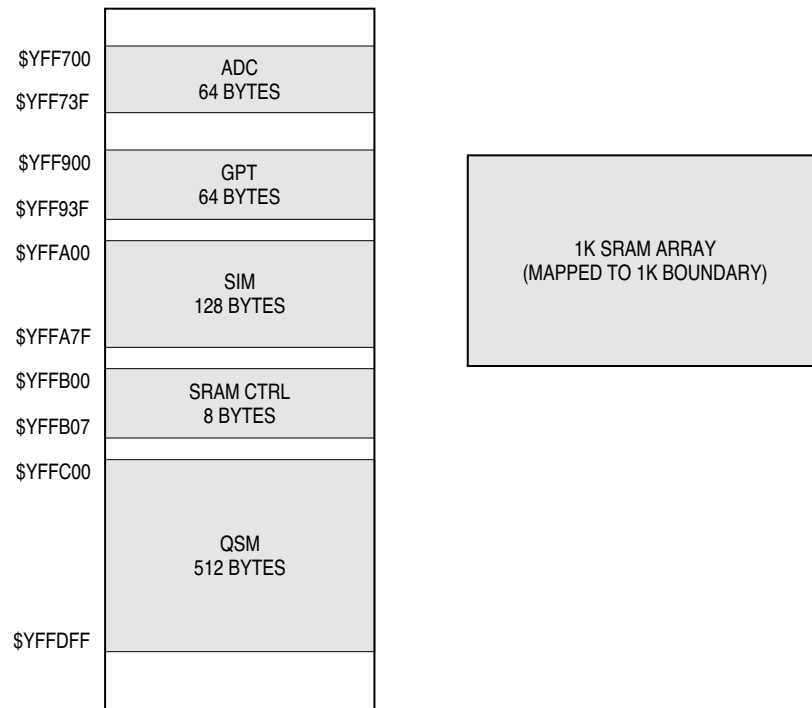 $YFF700
ADC
64 BYTES
$YFF73F
$YFF900
GPT
64 BYTES
$YFF93F
$YFFA00
SIM
128 BYTES
$YFFA7F
$YFFB00
SRAM CTRL
8 BYTES
$YFFB07
$YFFC00
QSM
512 BYTES
$YFFDFF
1K SRAM ARRAY
(MAPPED TO 1K BOUNDARY)